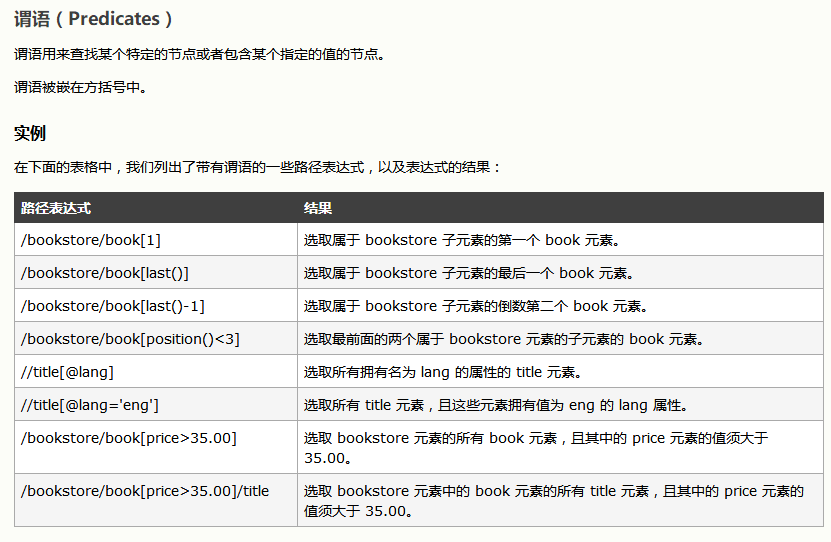 谓语（Predicates）
谓语用来查找某个特定的节点或者包含某个指定的值的节点。
谓语被嵌在方括号中。
实例
在下面的表格中，我们列出了带有谓语的一些路径表达式，以及表达式的结果：
路径表达式 结果
/bookstore/book[1] 选取属于 bookstore 子元素的第一个 book 元素。
/bookstore/book[last()] 选取属于 bookstore 子元素的最后一个 book 元素。
/bookstore/book[last()-1] 选取属于 bookstore 子元素的倒数第二个 book 元素。
/bookstore/book[position()<3] 选取最前面的两个属于 bookstore 元素的子元素的 book 元素。
//title[@lang] 选取所有拥有名为 lang 的属性的 title 元素。
//title[@lang='eng'] 选取所有 title 元素，且这些元素拥有值为 eng 的 lang 属性。
/bookstore/book[price>35.00] 选取 bookstore 元素的所有 book 元素，且其中的 price 元素的值须大于
35.00。
/bookstore/book[price>35.00]/title 选取 bookstore 元素中的 book 元素的所有 title 元素，且其中的 price 元素的
值须大于 35.00。